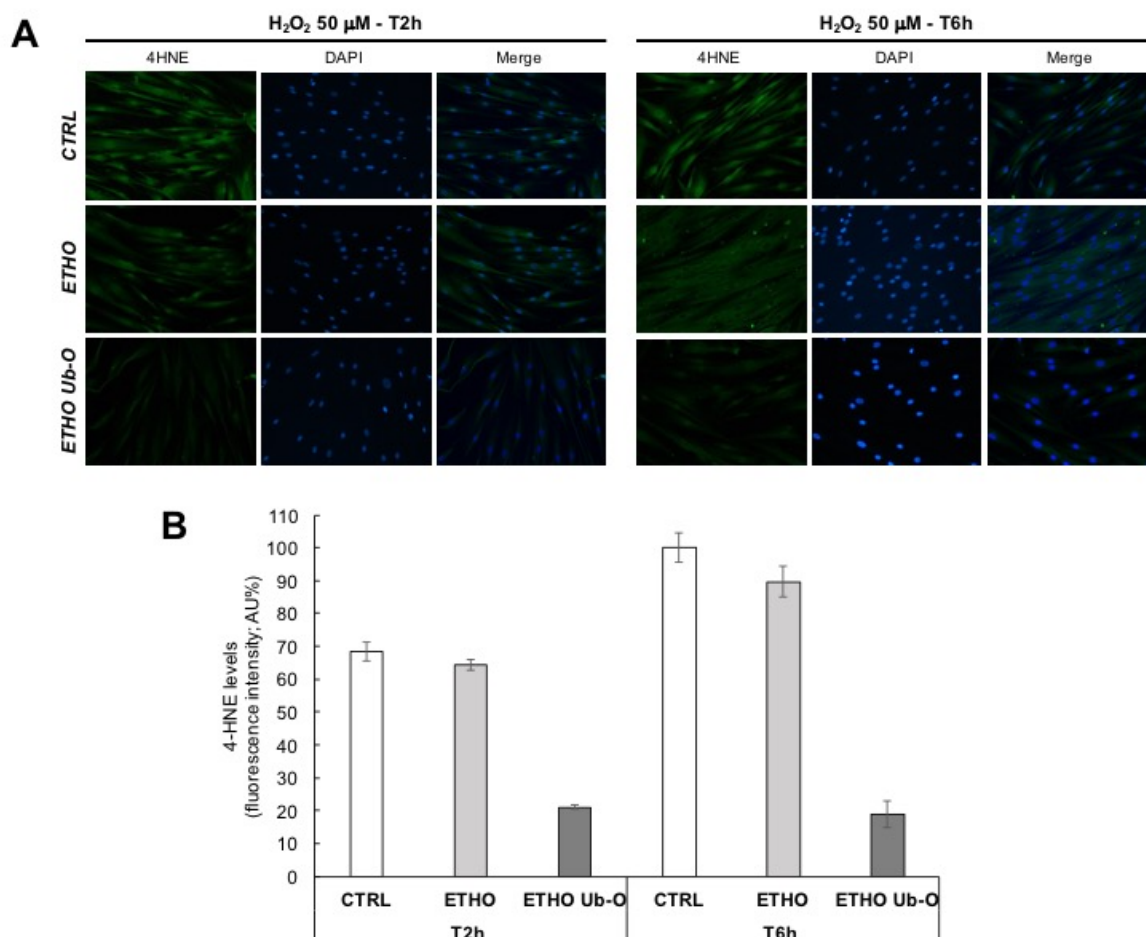 A
H₂O₂ 50 μM - T2h
H₂O₂ 50 μM - T6h
4HNE
DAPI
Merge
4HNE
DAPI
Merge
CTRL
ETHO
ETHO Ub-O
B
4-HNE levels
(fluorescence intensity; AU%)
110
100
90
80
70
60
50
40
30
20
10
0
CTRL
ETHO
ETHO Ub-O
CTRL
ETHO
ETHO Ub-O
T2h
T6h